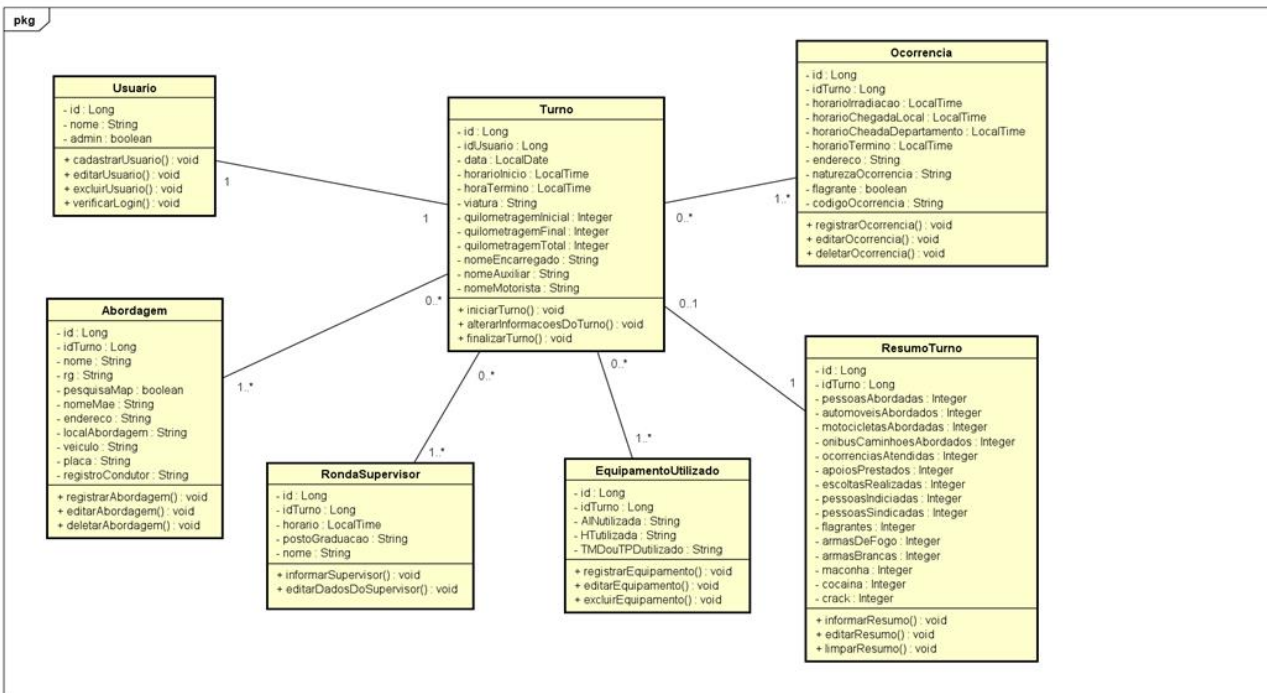 pkg
Usuario
- id : Long
- nome : String
- admin : boolean
+ cadastrarUsuario() : void
+ editarUsuario() : void
+ excluirUsuario() : void
+ verificarLogin() : void
1
1
Turno
- id : Long
- idUsuario : Long
- data : LocalDate
- horarioInicio : LocalTime
- horaTermino : LocalTime
- viatura : String
- quilometragemInicial : Integer
- quilometragemFinal : Integer
- quilometragemTotal : Integer
- nomeEncarregado : String
- nomeAuxiliar : String
- nomeMotorista : String
+ iniciarTurno() : void
+ alterarInformacoesDoTurno() : void
+ finalizarTurno() : void
Ocorrencia
- id : Long
- idTurno : Long
- horarioIrradiacao : LocalTime
- horarioChegadaLocal : LocalTime
- horarioCheadaDepartamento : LocalTime
- horarioTermino : LocalTime
- endereco : String
- naturezaOcorrencia : String
- flagrante : boolean
- codigoOcorrencia : String
+ registrarOcorrencia() : void
+ editarOcorrencia() : void
+ deletarOcorrencia() : void
0..*
1..*
0..*
1..*
Abordagem
- id : Long
- idTurno : Long
- nome : String
- rg : String
- pesquisaMap : boolean
- nomeMae : String
- endereco : String
- localAbordagem : String
- veiculo : String
- placa : String
- registroCondutor : String
+ registrarAbordagem() : void
+ editarAbordagem() : void
+ deletarAbordagem() : void
0..*
1..*
RondaSupervisor
- id : Long
- idTurno : Long
- horario : LocalTime
- postoGraduacao : String
- nome : String
+ informarSupervisor() : void
+ editarDadosDoSupervisor() : void
0..*
1..*
EquipamentoUtilizado
- id : Long
- idTurno : Long
- AINutilizada : String
- HTutilizada : String
- TMDouTPDutilizado : String
+ registrarEquipamento() : void
+ editarEquipamento() : void
+ excluirEquipamento() : void
0..1
1
ResumoTurno
- id : Long
- idTurno : Long
- pessoasAbordadas : Integer
- automoveisAbordados : Integer
- motocicletasAbordadas : Integer
- onibusCaminhoesAbordados : Integer
- ocorrenciasAtendidas : Integer
- apoiosPrestados : Integer
- escoltasRealizadas : Integer
- pessoasIndiciadas : Integer
- pessoasSindicadas : Integer
- flagrantes : Integer
- armasDeFogo : Integer
- armasBrancas : Integer
- maconha : Integer
- cocaina : Integer
- crack : Integer
+ informarResumo() : void
+ editarResumo() : void
+ limparResumo() : void